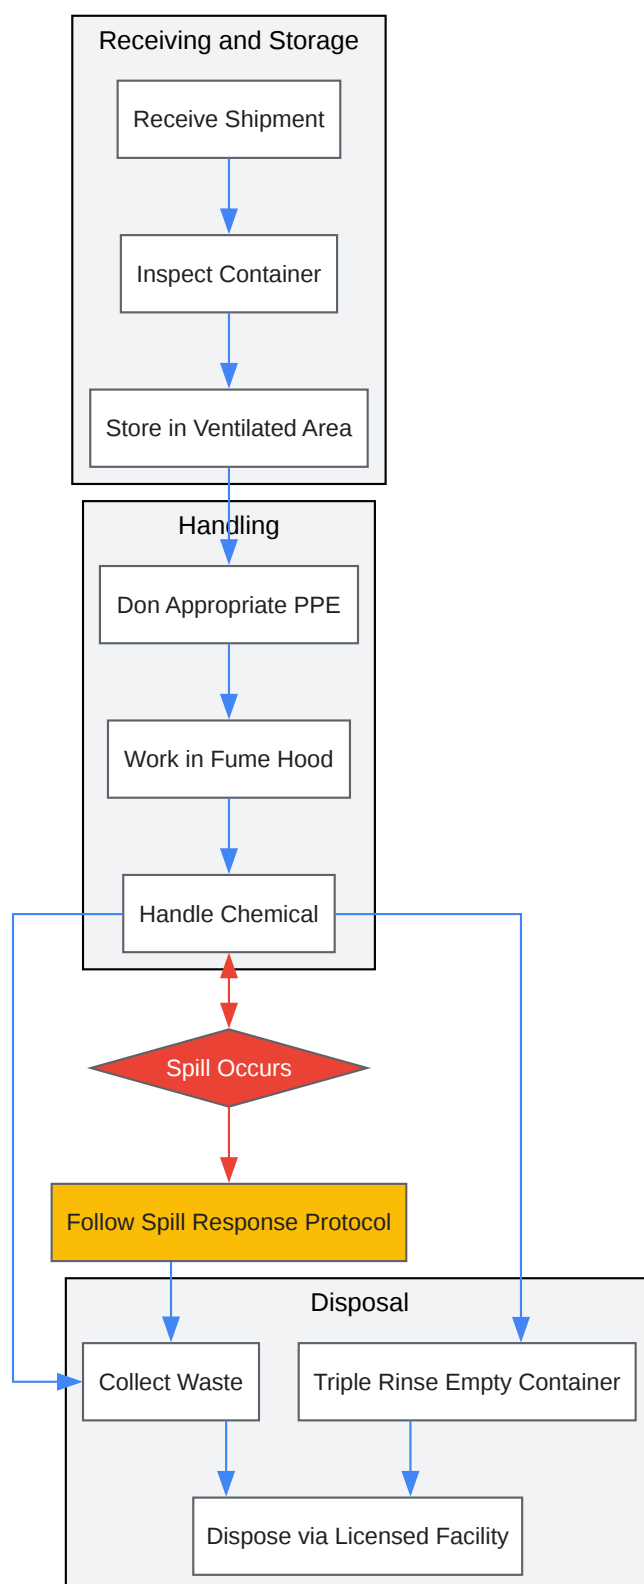 Receiving and Storage
Receive Shipment
Inspect Container
Store in Ventilated Area
Handling
Don Appropriate PPE
Work in Fume Hood
Handle Chemical
Spill Occurs
Follow Spill Response Protocol
Disposal
Collect Waste
Triple Rinse Empty Container
Dispose via Licensed Facility